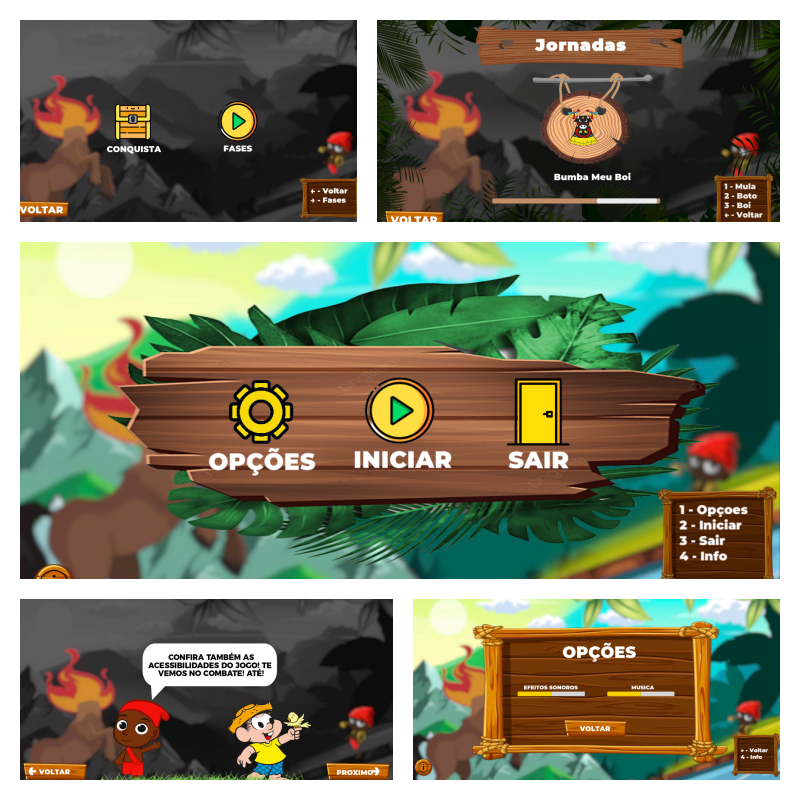 CONQUISTA
FASES
VOLTAR
← - Voltar
→ - Fases
Jornadas
Bumba Meu Boi
VOLTAR
1 - Mula
2 - Boto
3 - Boi
← - Voltar
OPÇÕES
INICIAR
SAIR
1 - Opçoes
2 - Iniciar
3 - Sair
4 - Info
CONFIRA TAMBÉM AS
ACESSIBILIDADES DO JOGO! TE
VEMOS NO COMBATE! ATÉ!
← VOLTAR
PROXIMO→
OPÇÕES
EFEITOS SONOROS
MUSICA
VOLTAR
- Voltar
4 - Info